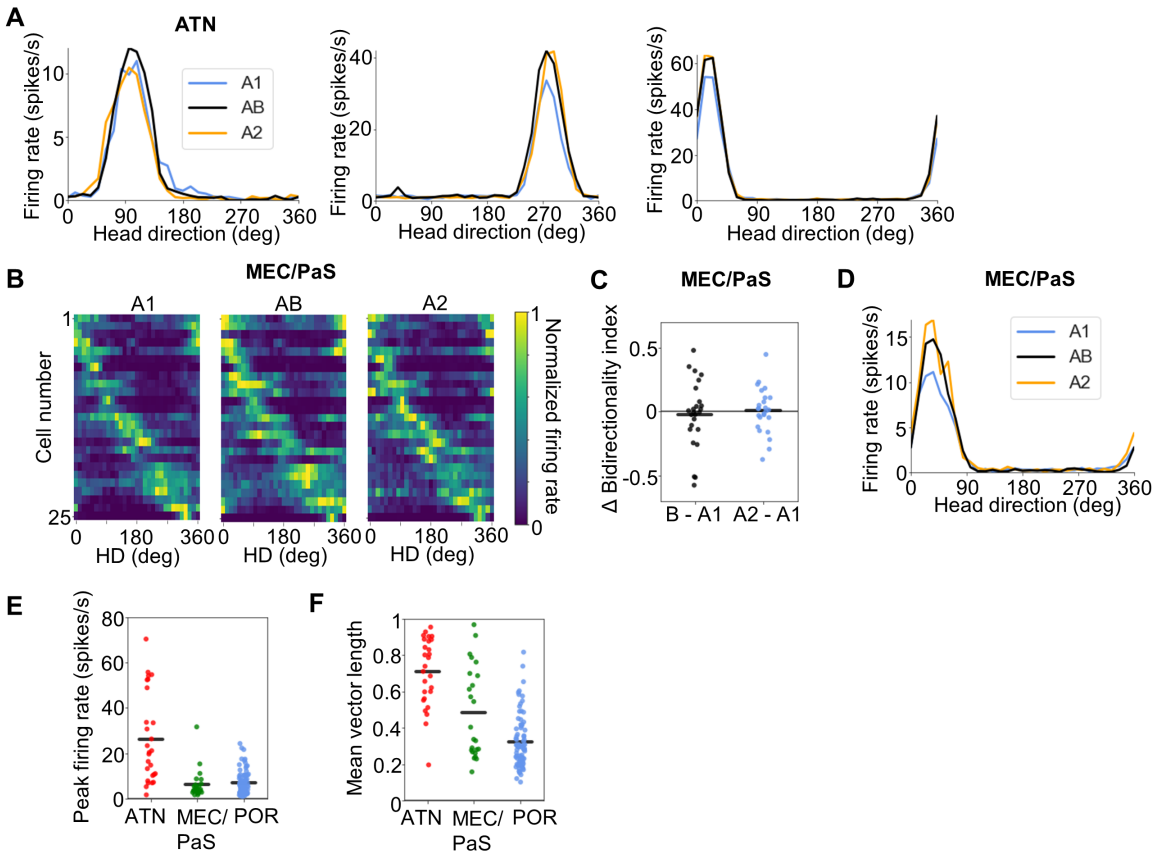 A
ATN
Firing rate (spikes/s)
10
5
0
0 90 180 270 360
Head direction (deg)
A1
AB
A2
Firing rate (spikes/s)
40
20
0
0 90 180 270 360
Head direction (deg)
Firing rate (spikes/s)
60
40
20
0
0 90 180 270 360
Head direction (deg)
B
MEC/PaS
A1 AB A2
Cell number
1
25
0 180 360 0 180 360 0 180 360
HD (deg) HD (deg) HD (deg)
1
0
Normalized firing rate
C
MEC/PaS
Δ Bidirectionality index
0.5
0
-0.5
B - A1 A2 - A1
D
MEC/PaS
Firing rate (spikes/s)
15
10
5
0
0 90 180 270 360
Head direction (deg)
A1
AB
A2
E
Peak firing rate (spikes/s)
80
60
40
20
0
ATN MEC/ POR
PaS
F
Mean vector length
1
0.8
0.6
0.4
0.2
0
ATN MEC/ POR
PaS